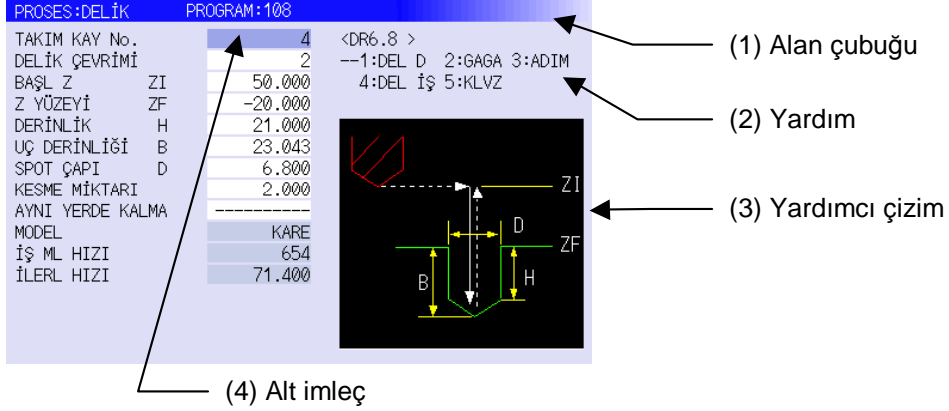 PROSES:DELİK PROGRAM:108
TAKIM KAY No. 4
DELİK ÇEVRİMİ 2
BAŞL Z ZI 50.000
Z YÜZEYİ ZF -20.000
DERİNLİK H 21.000
UÇ DERİNLİĞİ B 23.043
SPOT ÇAPI D 6.800
KESME MİKTARI 2.000
AYNI YERDE KALMA ----------
MODEL KARE
İŞ ML HIZI 654
İLERL HIZI 71.400
<DR6.8 >
--1:DEL D 2:GAGA 3:ADIM
4:DEL İŞ 5:KLVZ
ZI
D
ZF
B
H
(1) Alan çubuğu
(2) Yardım
(3) Yardımcı çizim
(4) Alt imleç